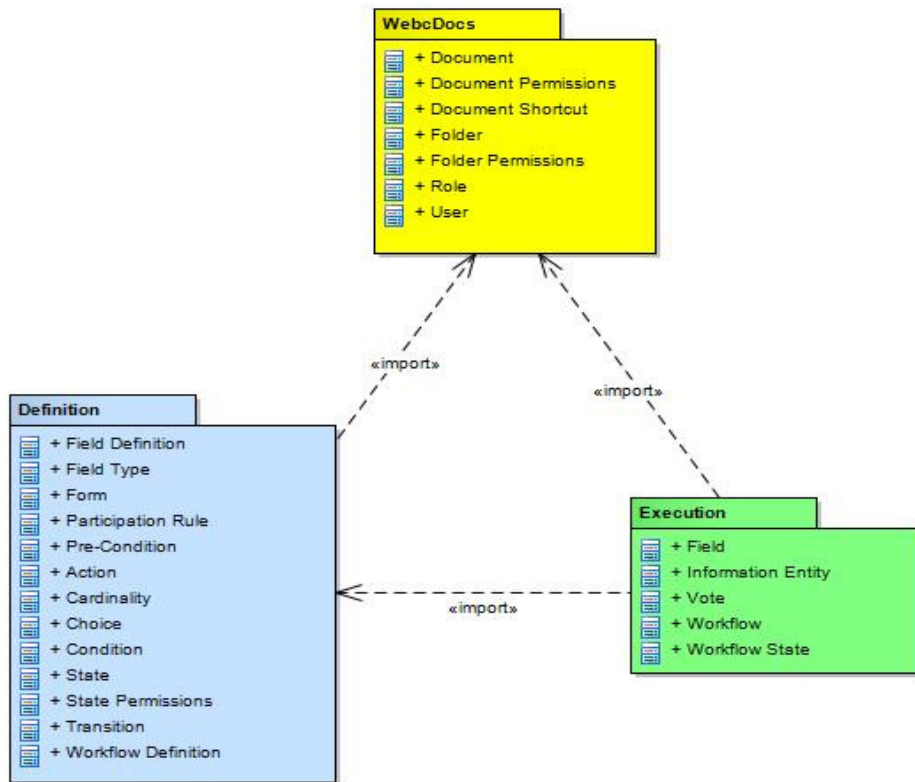 WebcDocs
+ Document
+ Document Permissions
+ Document Shortcut
+ Folder
+ Folder Permissions
+ Role
+ User
«import»
«import»
Definition
+ Field Definition
+ Field Type
+ Form
+ Participation Rule
+ Pre-Condition
+ Action
+ Cardinality
+ Choice
+ Condition
+ State
+ State Permissions
+ Transition
+ Workflow Definition
«import»
Execution
+ Field
+ Information Entity
+ Vote
+ Workflow
+ Workflow State